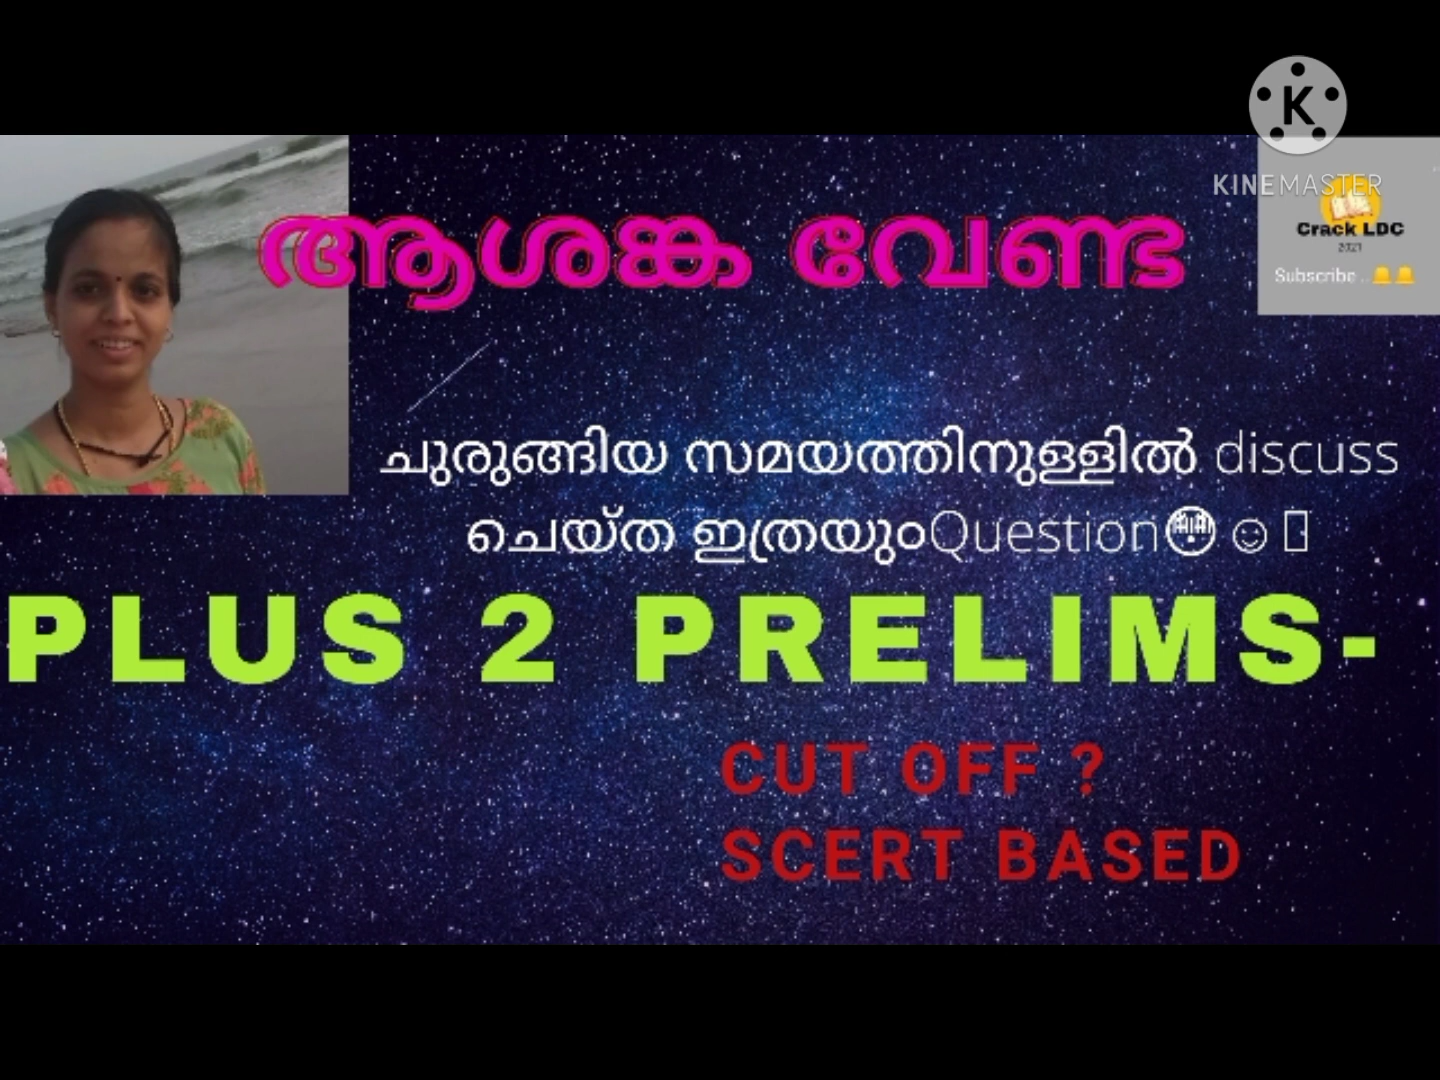 KINEMASTER
ആശങ്ക വേണ്ട
Crack LDC
2021
Subscribe ..🔔🔔
ചുരുങ്ങിയ സമയത്തിനുള്ളിൽ discuss
ചെയ്ത ഇത്രയുംQuestion😳☺
PLUS 2 PRELIMS-
CUT OFF ?
SCERT BASED